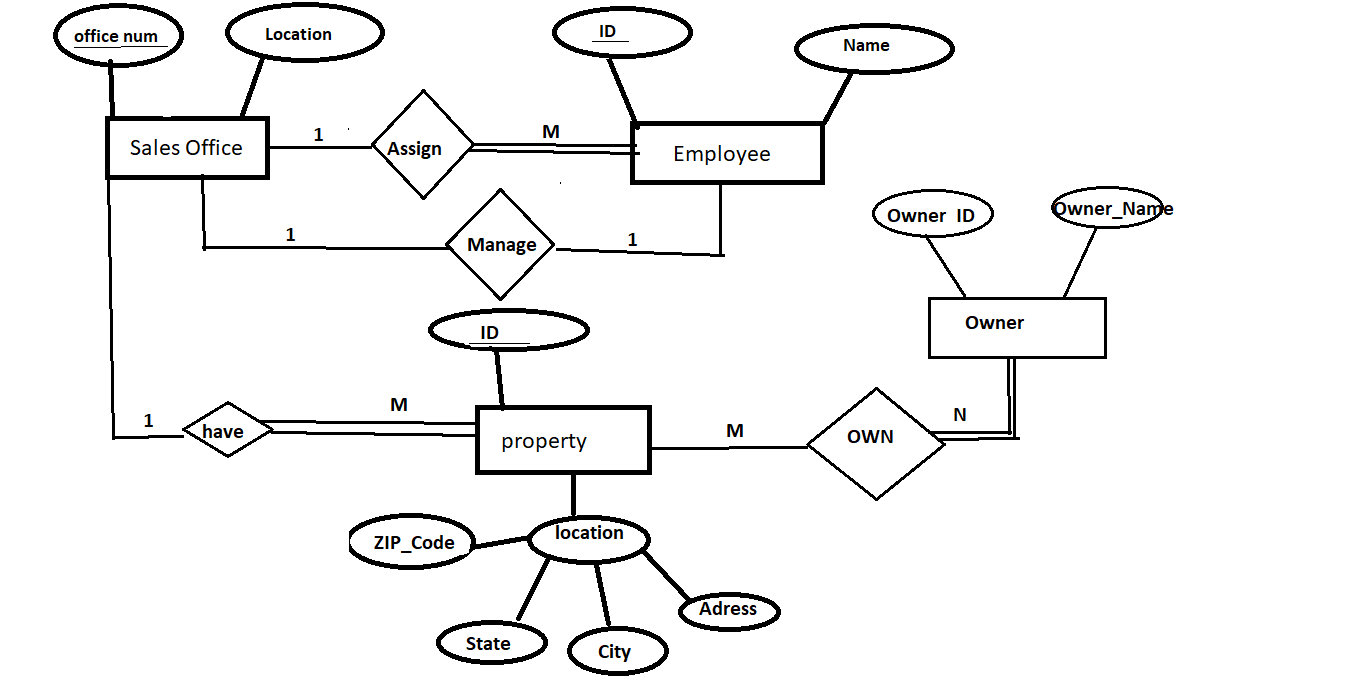 office num
Location
ID
Name
Sales Office
1
Assign
M
Employee
1
Manage
1
Owner ID
Owner_Name
Owner
ID
1
have
M
property
M
OWN
N
location
ZIP_Code
State
City
Adress